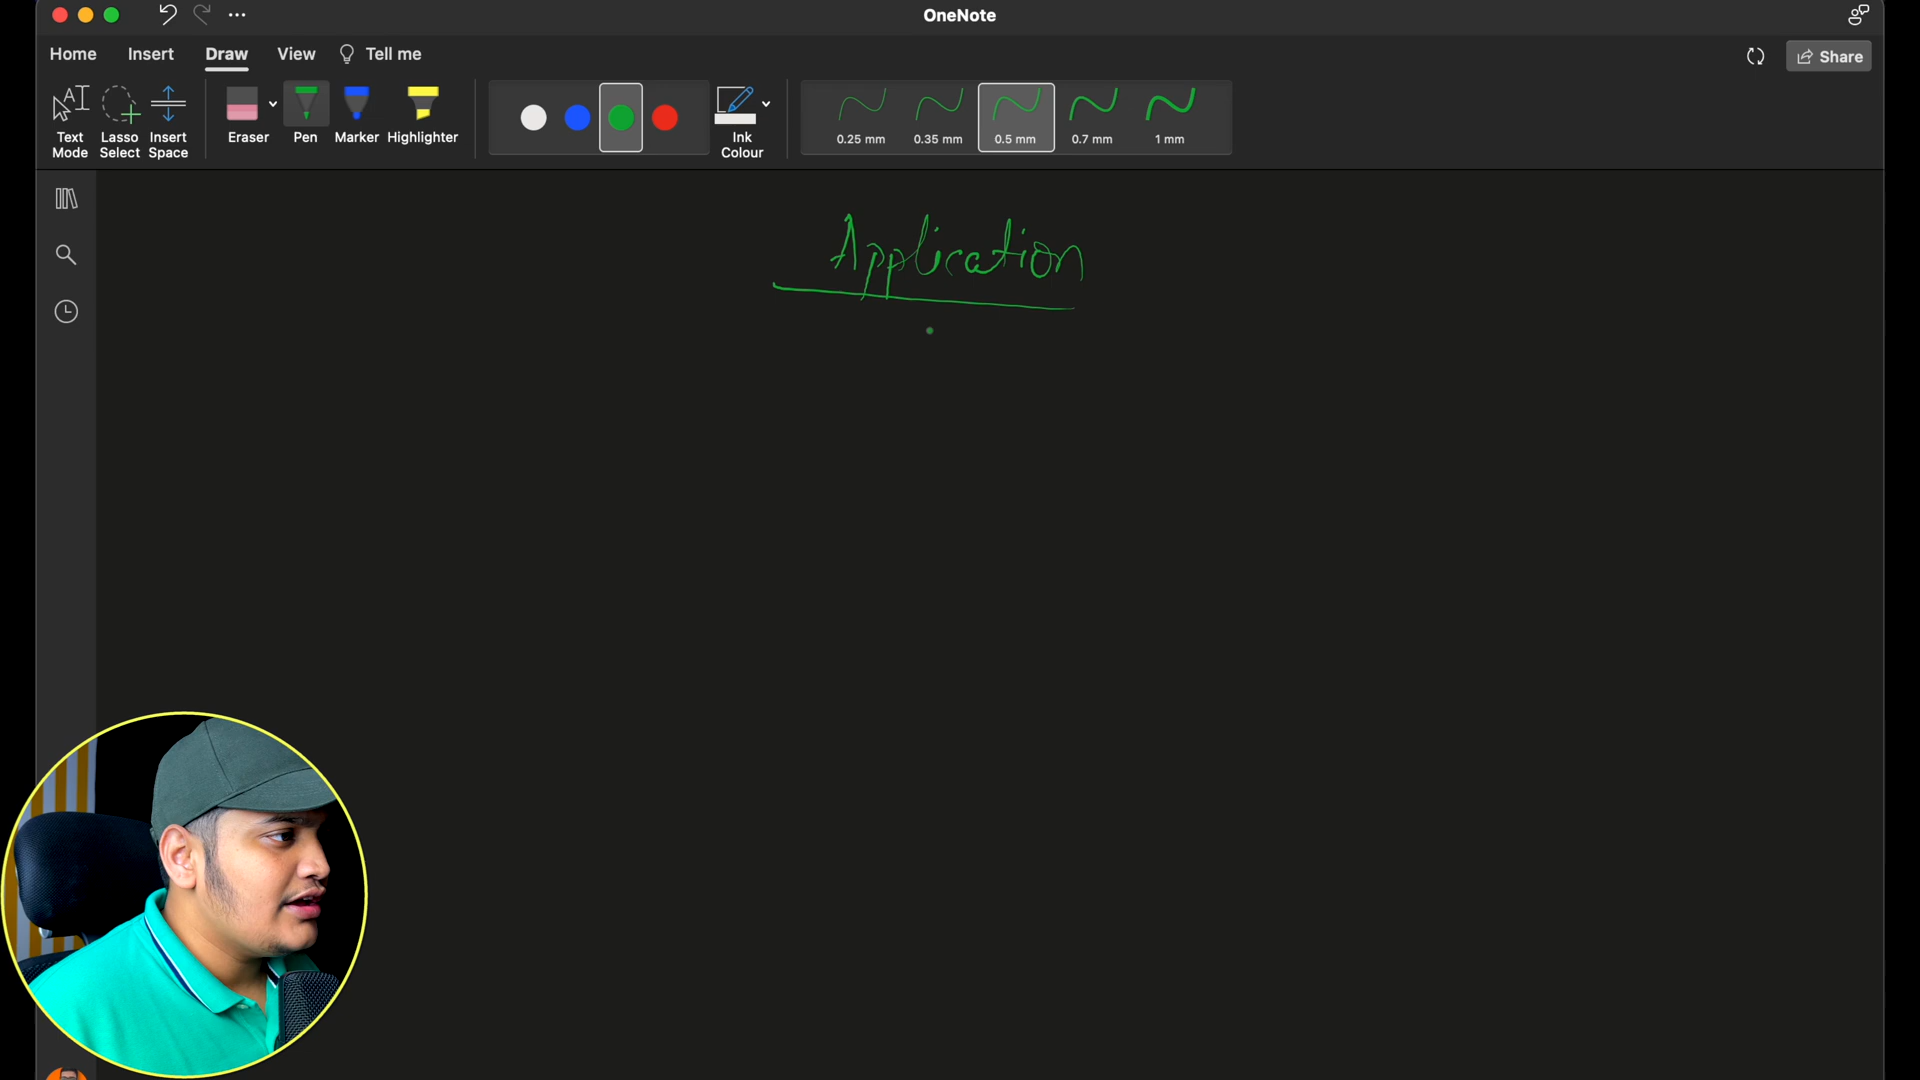 OneNote
Home Insert Draw View Tell me
Share
Text Mode
Lasso Select
Insert Space
Eraser
Pen
Marker
Highlighter
Ink Colour
0.25 mm
0.35 mm
0.5 mm
0.7 mm
1 mm
Application